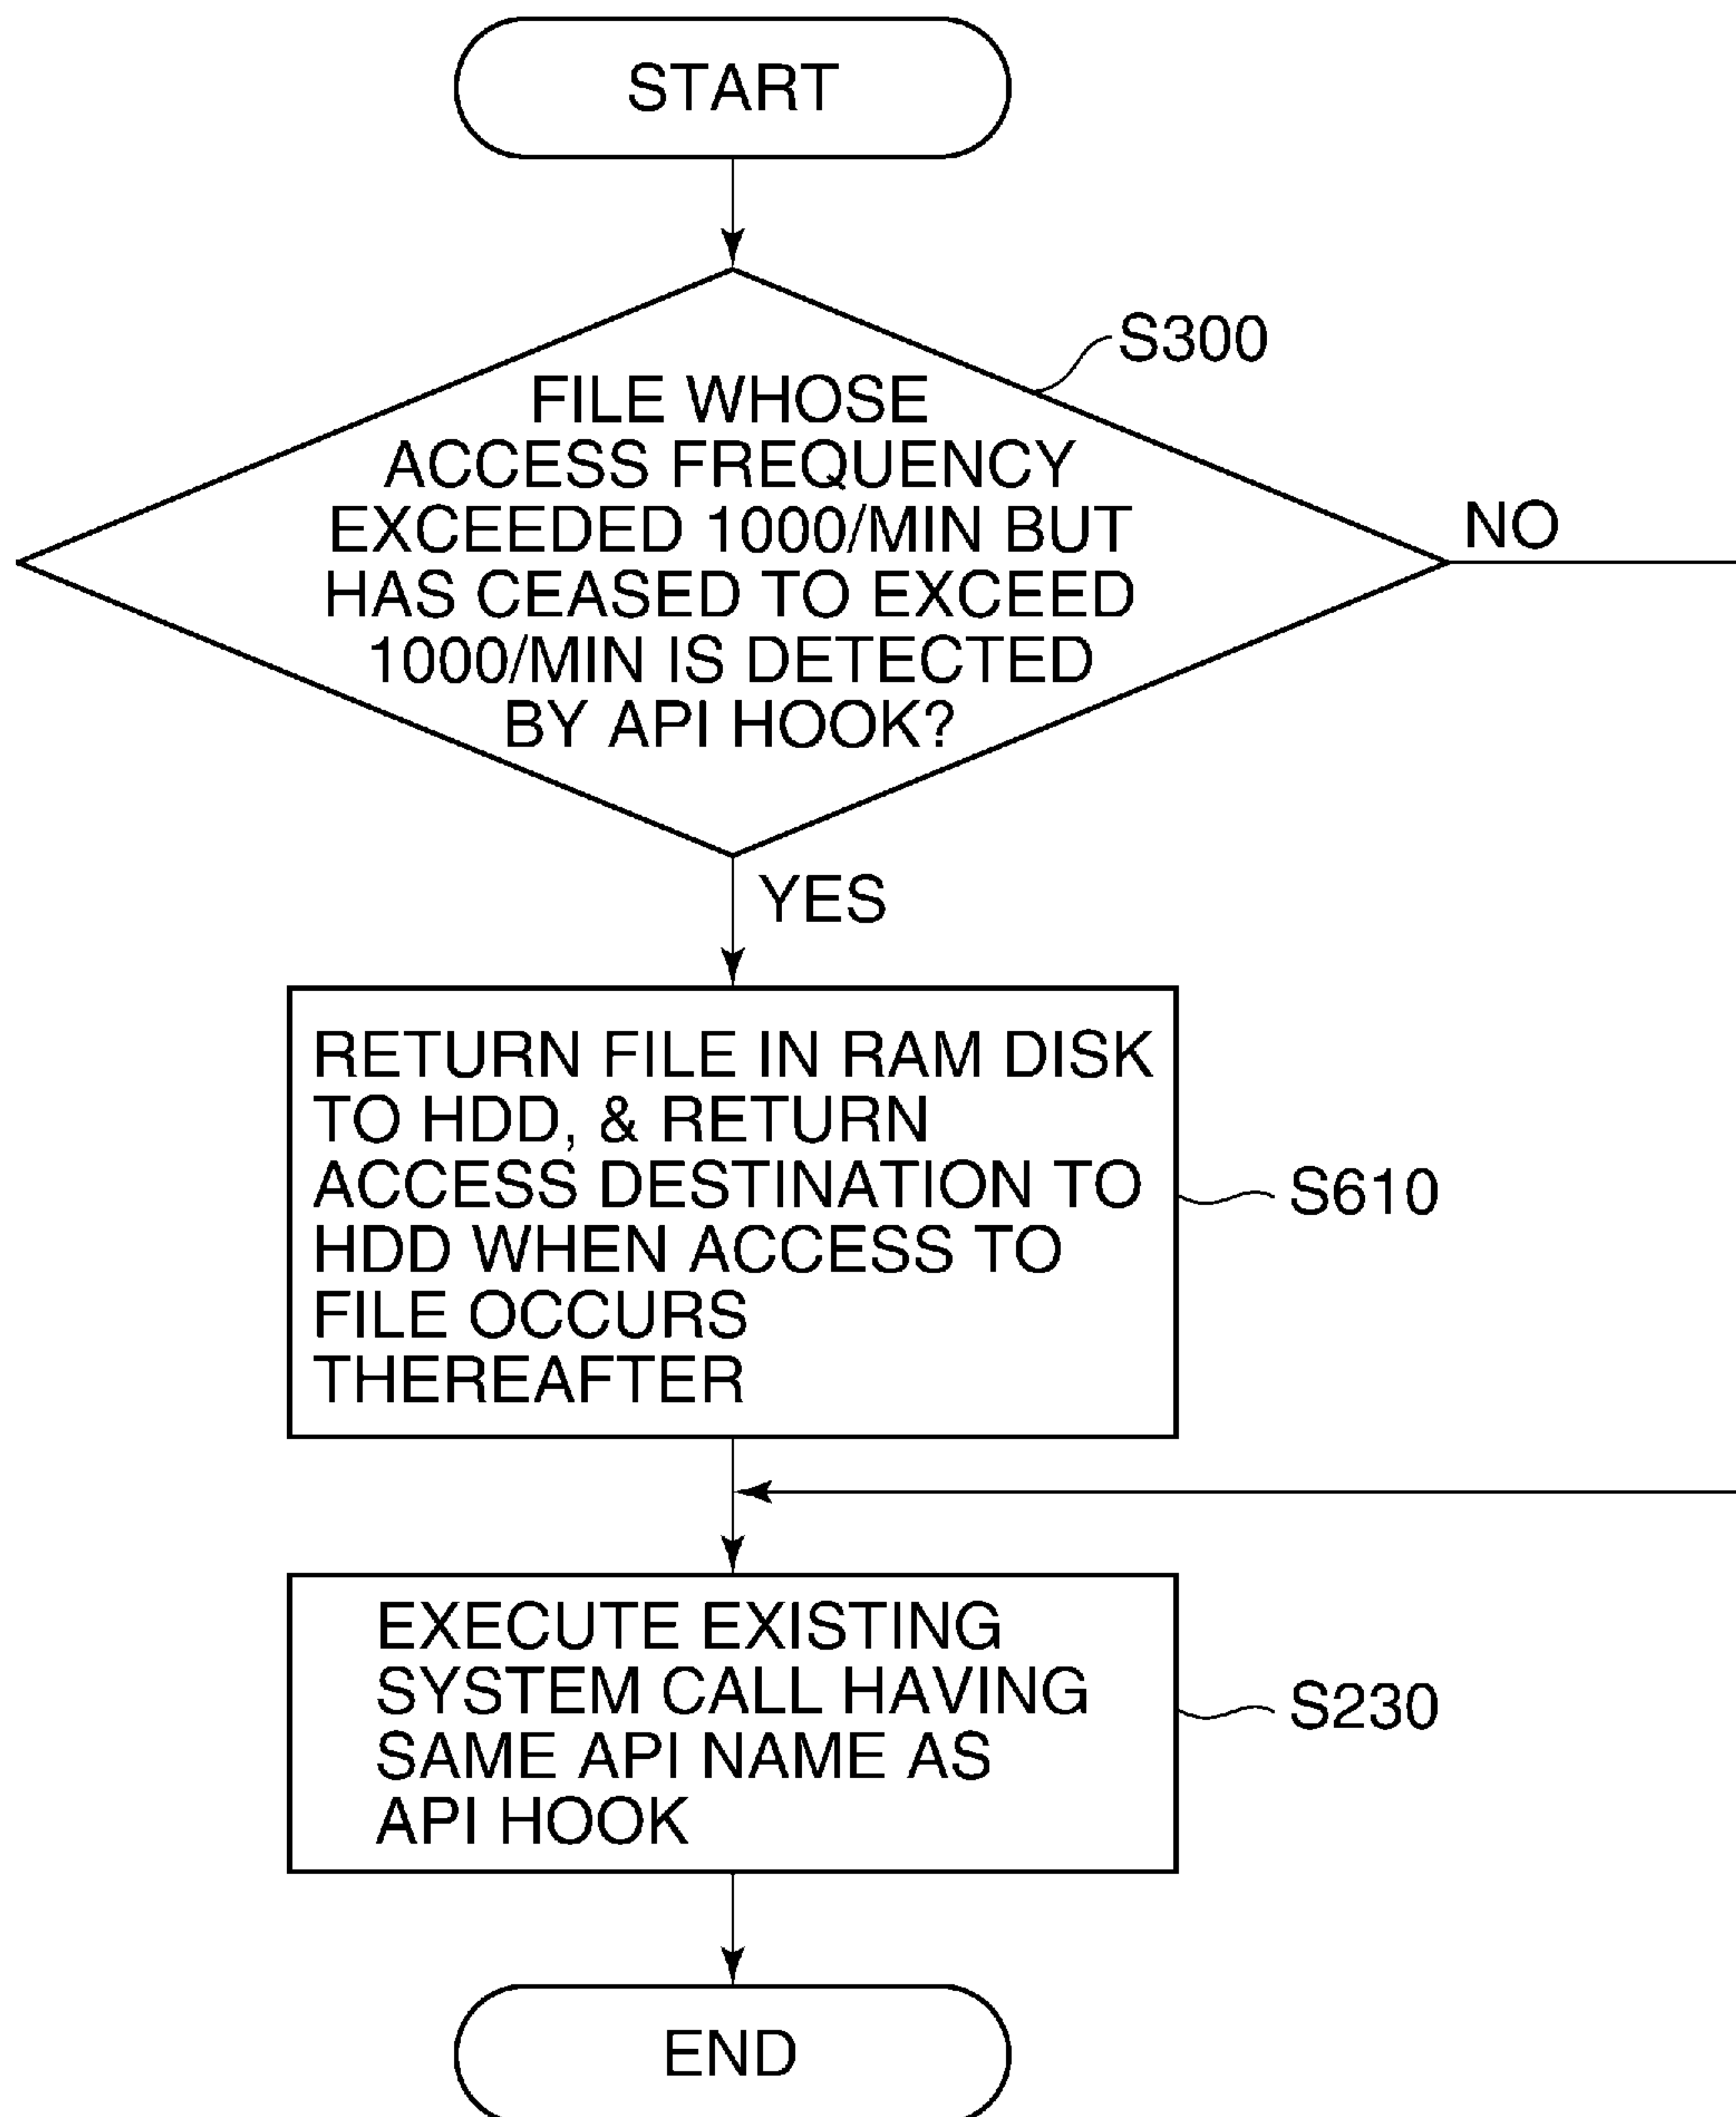 START
S300
FILE WHOSE
ACCESS FREQUENCY
EXCEEDED 1000/MIN BUT
HAS CEASED TO EXCEED
1000/MIN IS DETECTED
BY API HOOK?
NO
YES
RETURN FILE IN RAM DISK
TO HDD, & RETURN
ACCESS DESTINATION TO
HDD WHEN ACCESS TO
FILE OCCURS
THEREAFTER
S610
EXECUTE EXISTING
SYSTEM CALL HAVING
SAME API NAME AS
API HOOK
S230
END